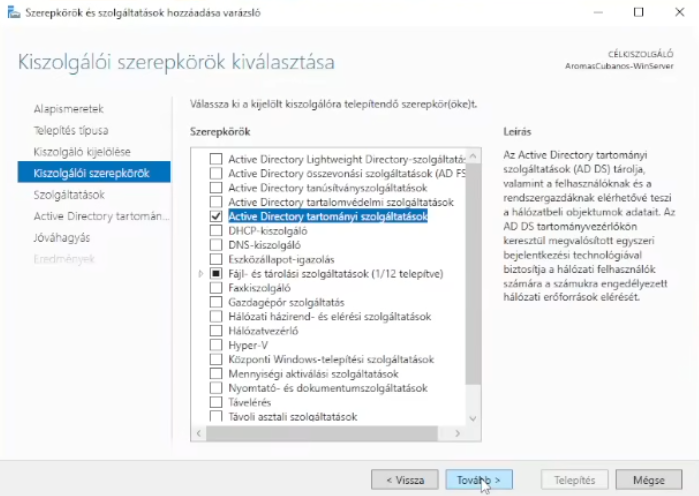 Szerepkörök és szolgáltatások hozzáadása varázsló
Kiszolgálói szerepkörök kiválasztása
CÉLKISZOLGÁLÓ
AromasCubanos-WinServer
Alapismeretek
Telepítés típusa
Kiszolgáló kijelölése
Kiszolgálói szerepkörök
Szolgáltatások
Active Directory tartomán...
Jóváhagyás
Eredmények
Válassza ki a kijelölt kiszolgálóra telepítendő szerepkör(öke)t.
Szerepkörök
Active Directory Lightweight Directory-szolgáltatás
Active Directory összevonási szolgáltatások (AD FS
Active Directory tanúsítványszolgáltatások
Active Directory tartalomvédelmi szolgáltatások
Active Directory tartományi szolgáltatások
DHCP-kiszolgáló
DNS-kiszolgáló
Eszközállapot-igazolás
Fájl- és tárolási szolgáltatások (1/12 telepítve)
Faxkiszolgáló
Gazdagépőr szolgáltatás
Hálózati házirend- és elérési szolgáltatások
Hálózatvezérlő
Hyper-V
Központi Windows-telepítési szolgáltatások
Mennyiségi aktiválási szolgáltatások
Nyomtató- és dokumentumszolgáltatások
Távelérés
Távoli asztali szolgáltatások
Leírás
Az Active Directory tartományi
szolgáltatások (AD DS) tárolja,
valamint a felhasználóknak és a
rendszergazdáknak elérhetővé teszi
a hálózatbeli objektumok adatait. Az
AD DS tartományvezérlőkön
keresztül megvalósított egyszeri
bejelentkezési technológiával
biztosítja a hálózati felhasználók
számára a számukra engedélyezett
hálózati erőforrások elérését.
< Vissza
Tovább >
Telepítés
Mégse